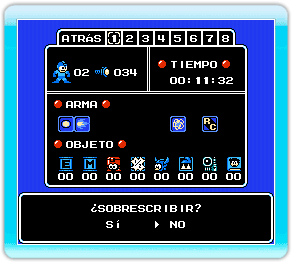 ATRÁS 1 2 3 4 5 6 7 8
02 034
TIEMPO
00:11:32
ARMA
RC
OBJETO
E M
00 00 00 00 00 00 00 00
¿SOBRESCRIBIR?
SÍ NO